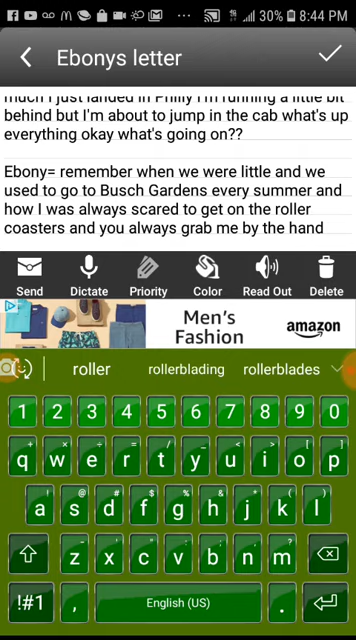 30% 8:44 PM
Ebonys letter
much I just landed in Philly I'm running a little bit
behind but I'm about to jump in the cab what's up
everything okay what's going on??
Ebony= remember when we were little and we
used to go to Busch Gardens every summer and
how I was always scared to get on the roller
coasters and you always grab me by the hand
Send Dictate Priority Color Read Out Delete
Men's
Fashion
amazon
roller rollerblading rollerblades
1 2 3 4 5 6 7 8 9 0
q w e r t y u i o p
a s d f g h j k l
z x c v b n m
!#1 , English (US) .